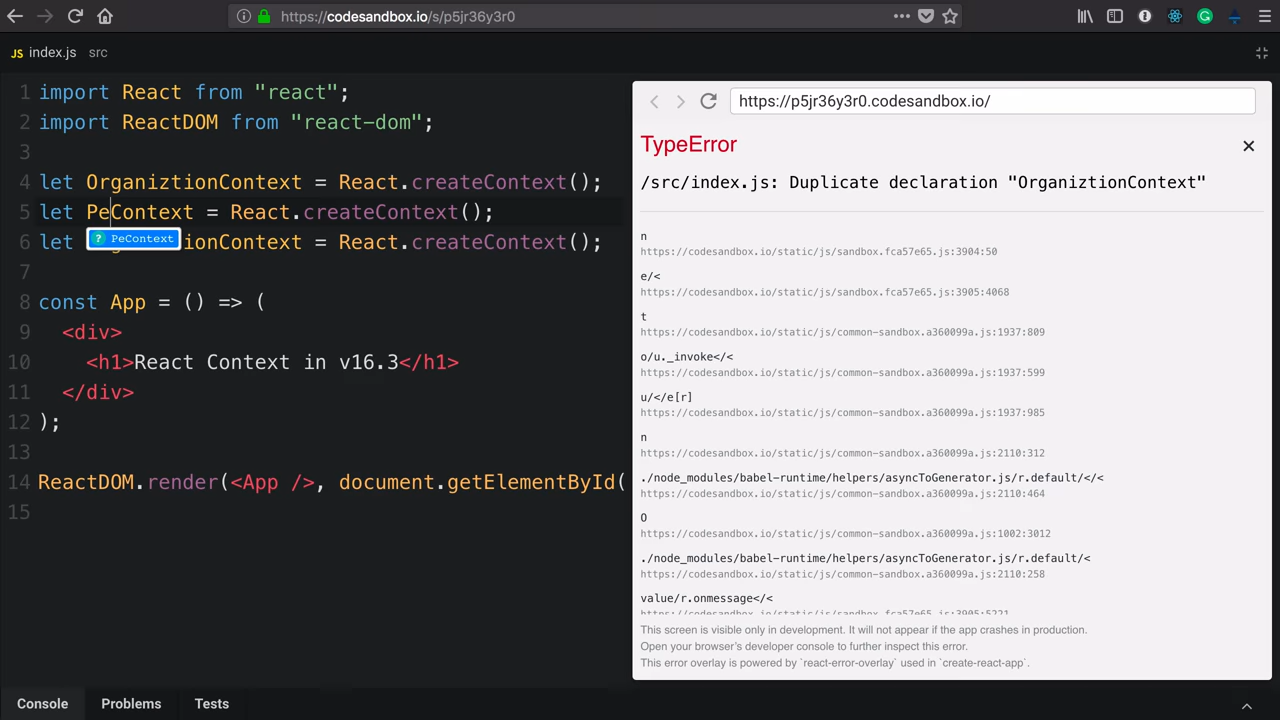 https://codesandbox.io/s/p5jr36y3r0
JS index.js src
1 import React from "react";
2 import ReactDOM from "react-dom";
3
4 let OrganiztionContext = React.createContext();
5 let PeContext = React.createContext();
? PeContext
6 let ionContext = React.createContext();
7
8 const App = () => (
9 <div>
10 <h1>React Context in v16.3</h1>
11 </div>
12 );
13
14 ReactDOM.render(<App />, document.getElementById(
15
https://p5jr36y3r0.codesandbox.io/
TypeError
/src/index.js: Duplicate declaration "OrganiztionContext"
n
https://codesandbox.io/static/js/sandbox.fca57e65.js:3904:50
e/<
https://codesandbox.io/static/js/sandbox.fca57e65.js:3905:4068
t
https://codesandbox.io/static/js/common-sandbox.a360099a.js:1937:809
o/u._invoke</<
https://codesandbox.io/static/js/common-sandbox.a360099a.js:1937:599
u/</e[r]
https://codesandbox.io/static/js/common-sandbox.a360099a.js:1937:985
n
https://codesandbox.io/static/js/common-sandbox.a360099a.js:2110:312
./node_modules/babel-runtime/helpers/asyncToGenerator.js/r.default/</<
https://codesandbox.io/static/js/common-sandbox.a360099a.js:2110:464
O
https://codesandbox.io/static/js/common-sandbox.a360099a.js:1002:3012
./node_modules/babel-runtime/helpers/asyncToGenerator.js/r.default/<
https://codesandbox.io/static/js/common-sandbox.a360099a.js:2110:258
value/r.onmessage</<
https://codesandbox.io/static/js/sandbox.fca57e65.js:3905:5221
This screen is visible only in development. It will not appear if the app crashes in production.
Open your browser's developer console to further inspect this error.
This error overlay is powered by `react-error-overlay` used in `create-react-app`.
Console Problems Tests